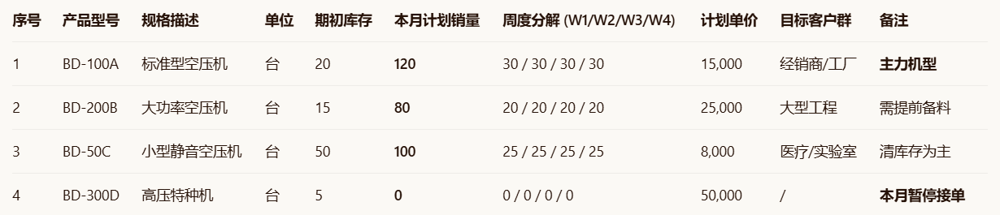 序号 产品型号 规格描述 单位 期初库存 本月计划销量 周度分解 (W1/W2/W3/W4) 计划单价 目标客户群 备注
1 BD-100A 标准型空压机 台 20 120 30 / 30 / 30 / 30 15,000 经销商/工厂 主力机型
2 BD-200B 大功率空压机 台 15 80 20 / 20 / 20 / 20 25,000 大型工程 需提前备料
3 BD-50C 小型静音空压机 台 50 100 25 / 25 / 25 / 25 8,000 医疗/实验室 清库存为主
4 BD-300D 高压特种机 台 5 0 0 / 0 / 0 / 0 50,000 / 本月暂停接单